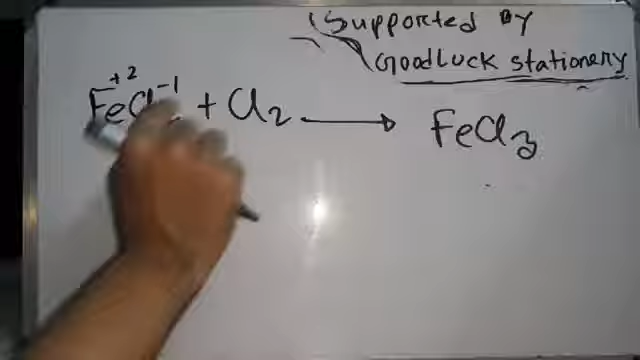 Supported by
Goodluck stationery
+2 -1
FeCl + Cl2 → FeCl3